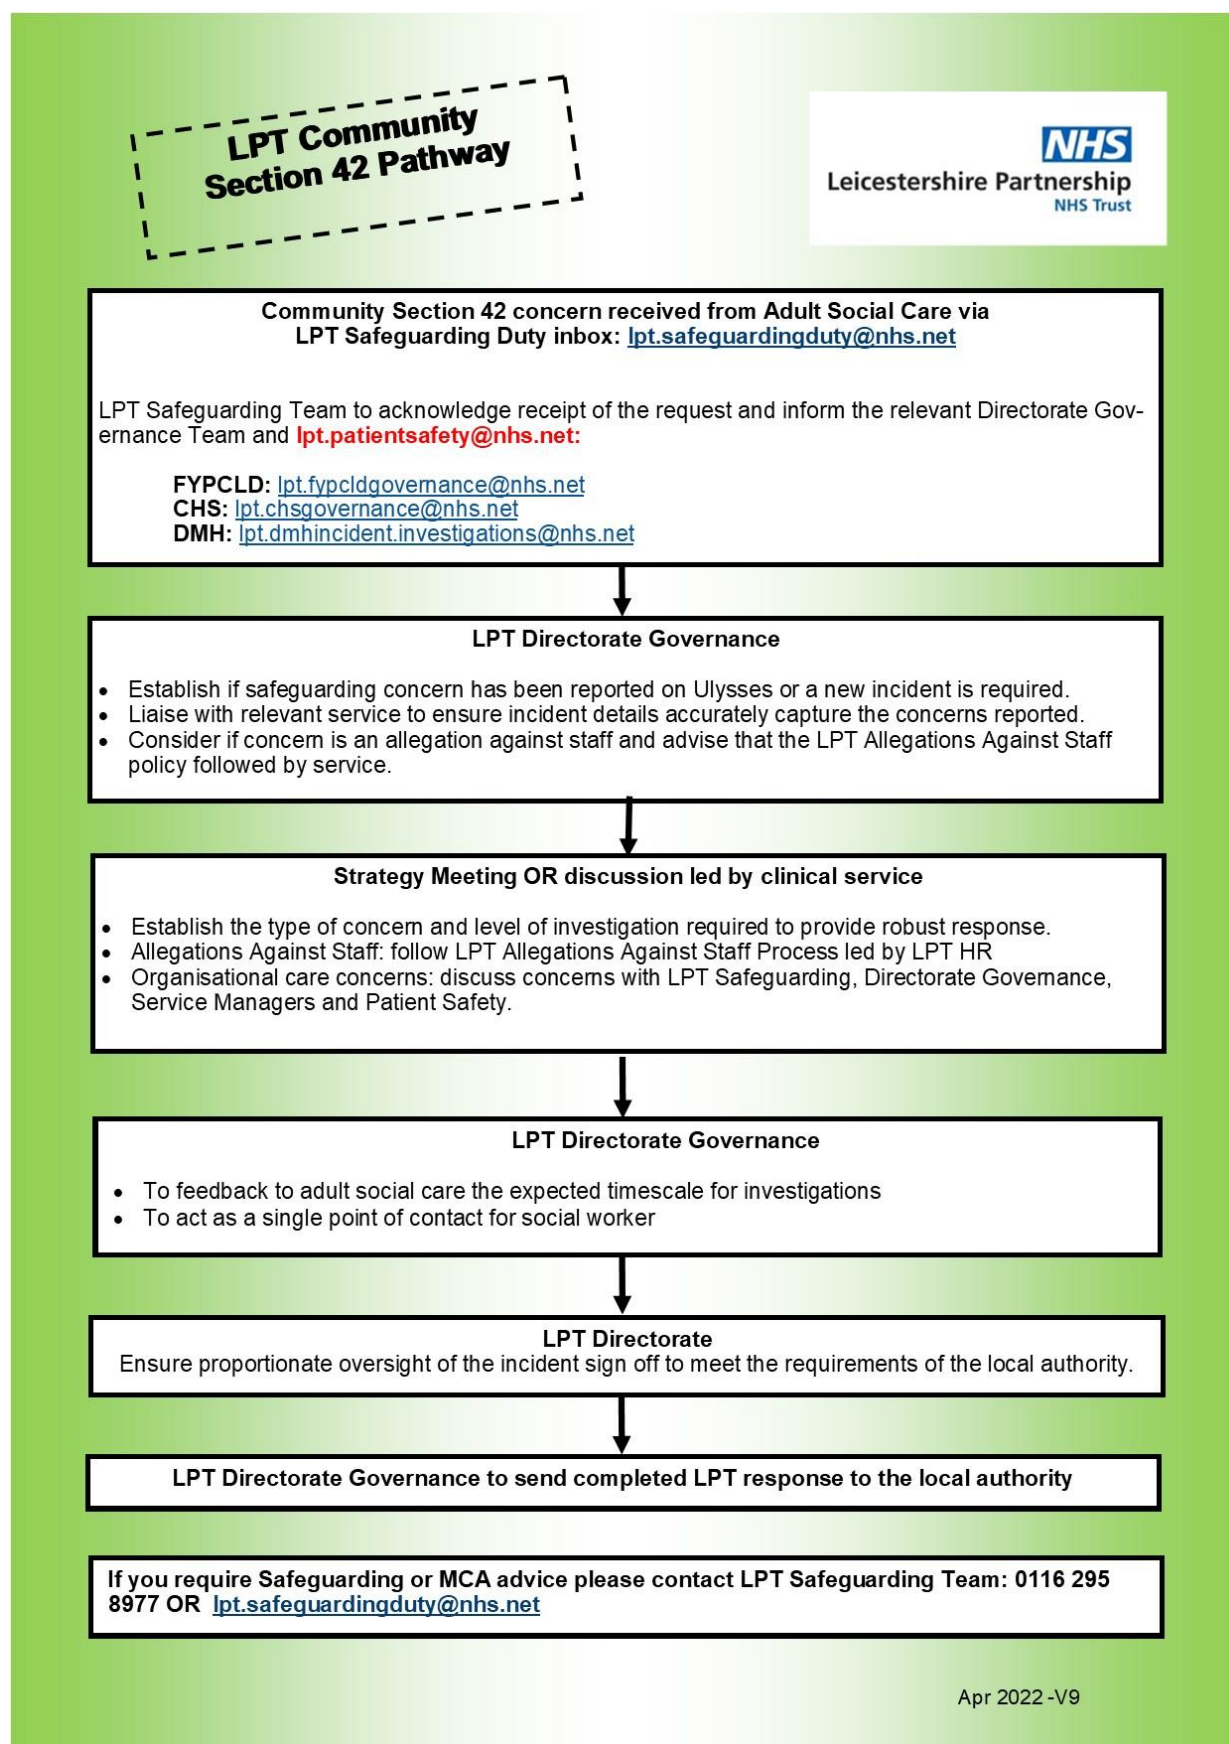 LPT Community
Section 42 Pathway
NHS
Leicestershire Partnership
NHS Trust
Community Section 42 concern received from Adult Social Care via
LPT Safeguarding Duty inbox: lpt.safeguardingduty@nhs.net
LPT Safeguarding Team to acknowledge receipt of the request and inform the relevant Directorate Gov-
ernance Team and lpt.patientsafety@nhs.net:
FYPCLD: lpt.fypcldgovernance@nhs.net
CHS: lpt.chsgovernance@nhs.net
DMH: lpt.dmhincident.investigations@nhs.net
LPT Directorate Governance
• Establish if safeguarding concern has been reported on Ulysses or a new incident is required.
• Liaise with relevant service to ensure incident details accurately capture the concerns reported.
• Consider if concern is an allegation against staff and advise that the LPT Allegations Against Staff
policy followed by service.
Strategy Meeting OR discussion led by clinical service
• Establish the type of concern and level of investigation required to provide robust response.
• Allegations Against Staff: follow LPT Allegations Against Staff Process led by LPT HR
• Organisational care concerns: discuss concerns with LPT Safeguarding, Directorate Governance,
Service Managers and Patient Safety.
LPT Directorate Governance
• To feedback to adult social care the expected timescale for investigations
• To act as a single point of contact for social worker
LPT Directorate
Ensure proportionate oversight of the incident sign off to meet the requirements of the local authority.
LPT Directorate Governance to send completed LPT response to the local authority
If you require Safeguarding or MCA advice please contact LPT Safeguarding Team: 0116 295
8977 OR lpt.safeguardingduty@nhs.net
Apr 2022 -V9